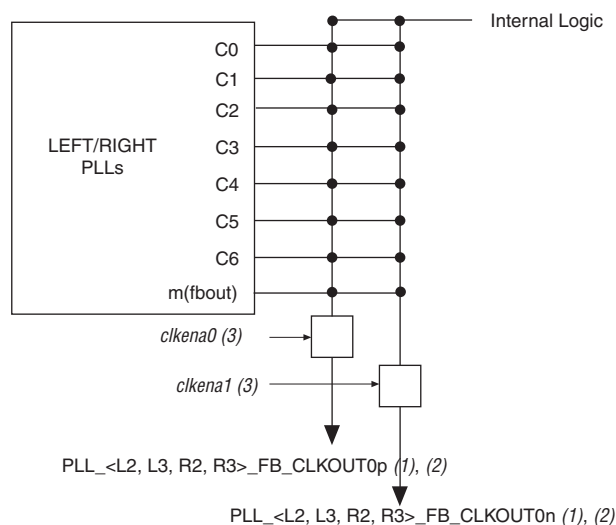 Internal Logic
C0
C1
C2
LEFT/RIGHT
PLLs
C3
C4
C5
C6
m(fbout)
clkena0 (3)
clkena1 (3)
PLL_<L2, L3, R2, R3>_FB_CLKOUT0p (1), (2)
PLL_<L2, L3, R2, R3>_FB_CLKOUT0n (1), (2)